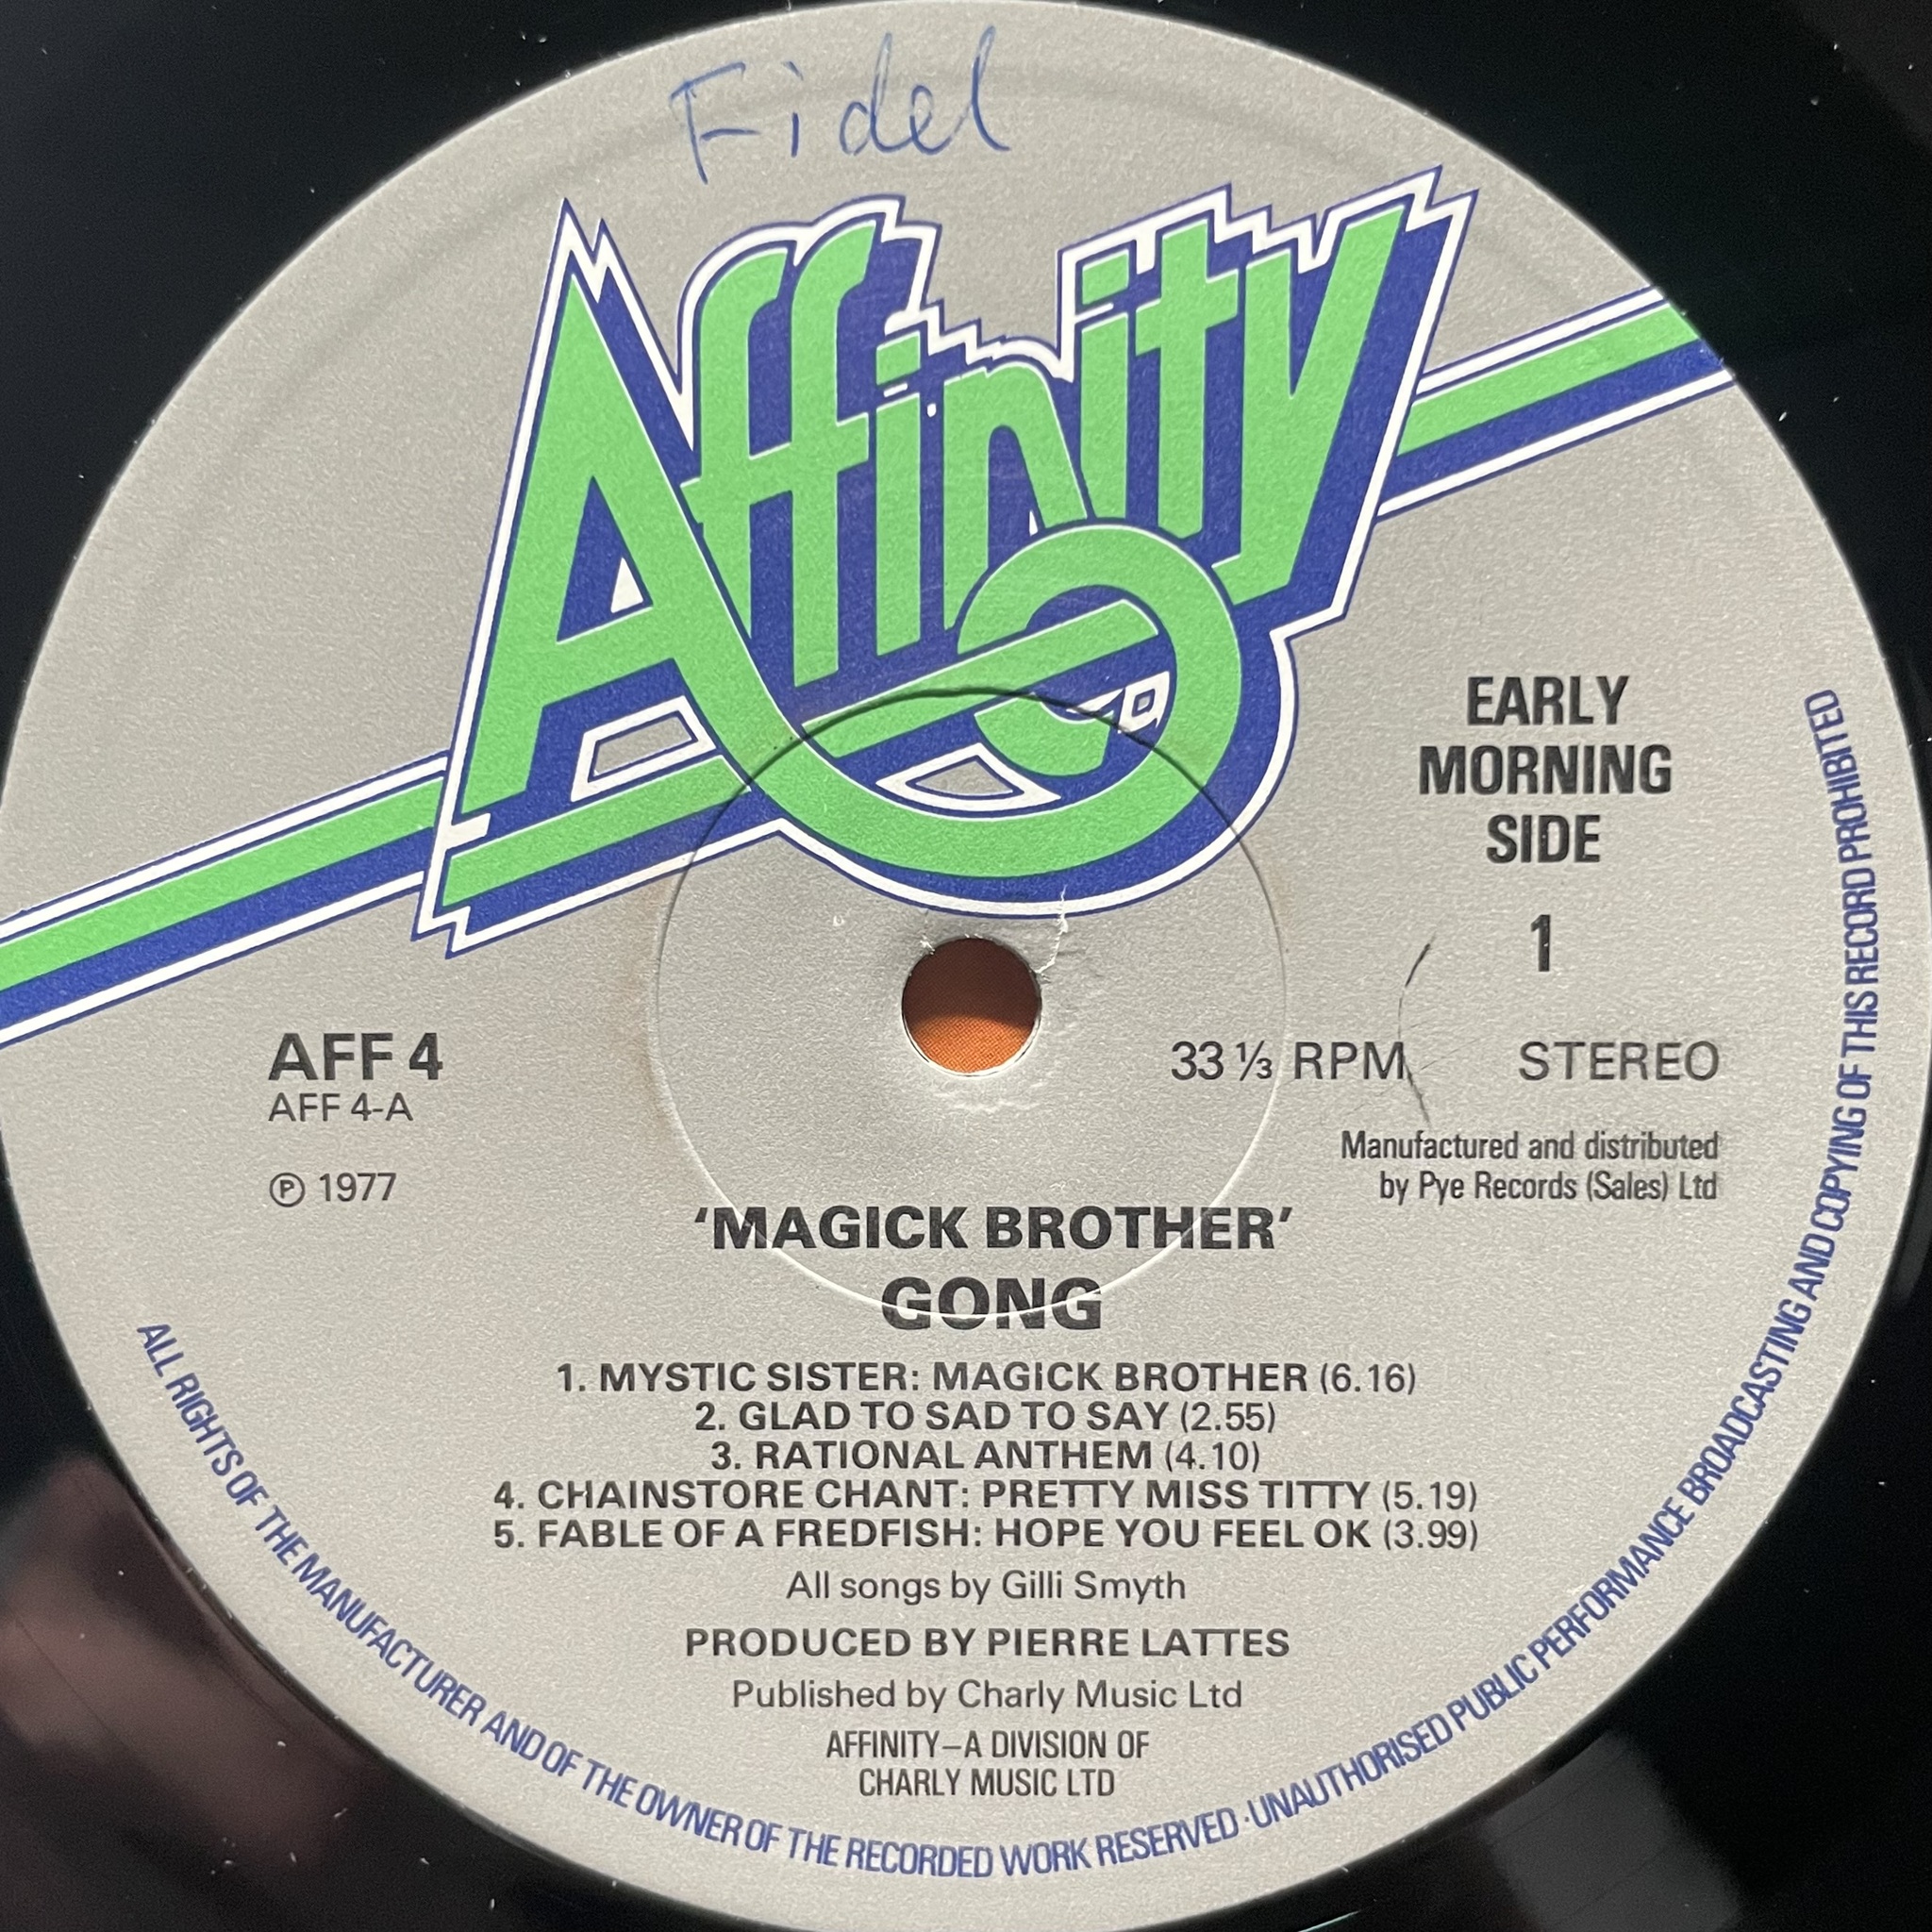 Fidel
Affinity
EARLY
MORNING
SIDE
1
AFF 4
AFF 4-A
℗ 1977
33 ⅓ RPM
STEREO
Manufactured and distributed
by Pye Records (Sales) Ltd
‘MAGICK BROTHER’
GONG
1. MYSTIC SISTER: MAGICK BROTHER (6.16)
2. GLAD TO SAD TO SAY (2.55)
3. RATIONAL ANTHEM (4.10)
4. CHAINSTORE CHANT: PRETTY MISS TITTY (5.19)
5. FABLE OF A FREDFISH: HOPE YOU FEEL OK (3.99)
All songs by Gilli Smyth
PRODUCED BY PIERRE LATTES
Published by Charly Music Ltd
AFFINITY–A DIVISION OF
CHARLY MUSIC LTD
ALL RIGHTS OF THE MANUFACTURER AND OF THE OWNER OF THE RECORDED WORK RESERVED · UNAUTHORISED PUBLIC PERFORMANCE BROADCASTING AND COPYING OF THIS RECORD PROHIBITED